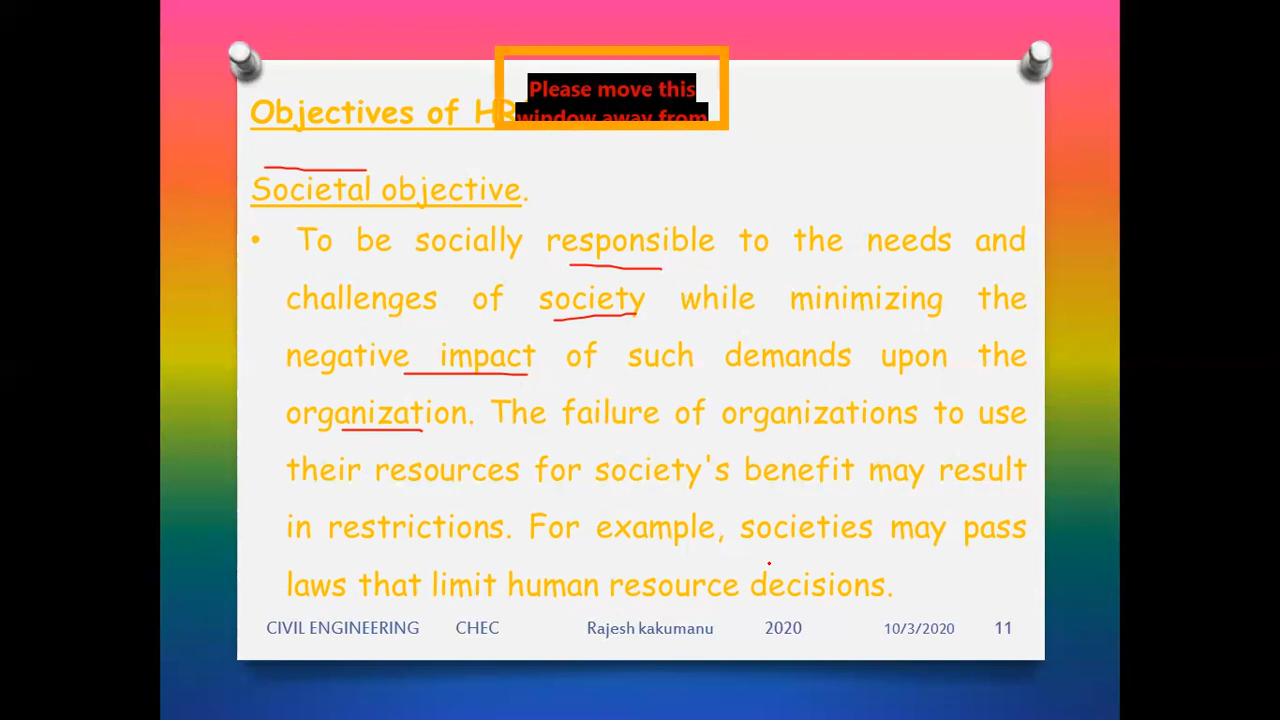 Objectives of
Please move this
window away from
Societal objective.
• To be socially responsible to the needs and
challenges of society while minimizing the
negative impact of such demands upon the
organization. The failure of organizations to use
their resources for society's benefit may result
in restrictions. For example, societies may pass
laws that limit human resource decisions.
CIVIL ENGINEERING CHEC Rajesh kakumanu 2020 10/3/2020 11